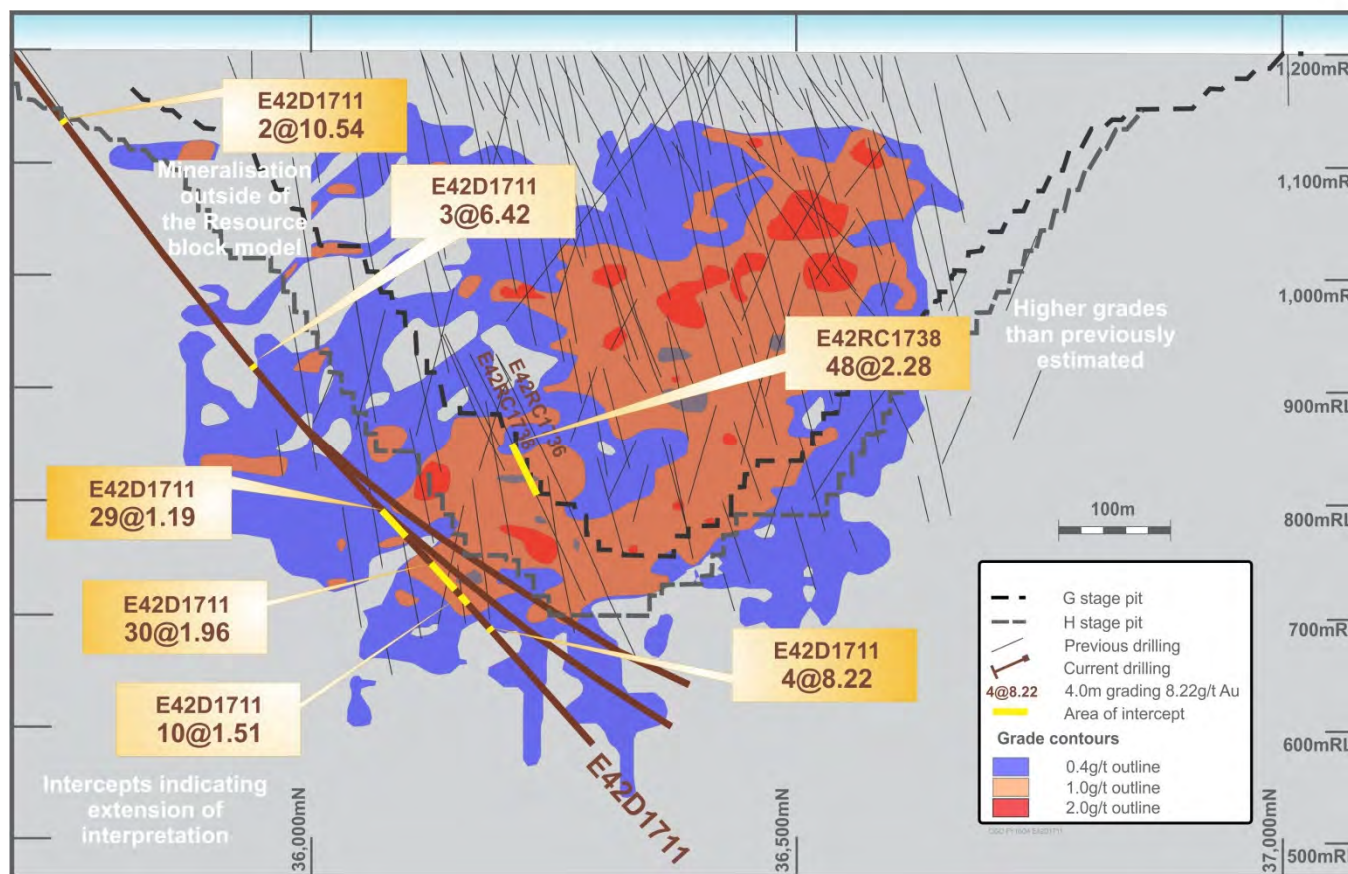 E42D1711
2@10.54
Mineralisation
outside of
the Resource
block model
E42D1711
3@6.42
E42RC1738
48@2.28
Higher grades
than previously
estimated
E42RC1736
E42RC1738
E42D1711
29@1.19
E42D1711
30@1.96
E42D1711
10@1.51
E42D1711
4@8.22
Intercepts indicating
extension of
interpretation
E42D1711
1,200mR
1,100mR
1,000mR
900mRL
800mRL
700mRL
600mRL
500mRL
36,000mN
36,500mN
37,000mN
100m
G stage pit
H stage pit
Previous drilling
Current drilling
4@8.22 4.0m grading 8.22g/t Au
Area of intercept
Grade contours
0.4g/t outline
1.0g/t outline
2.0g/t outline